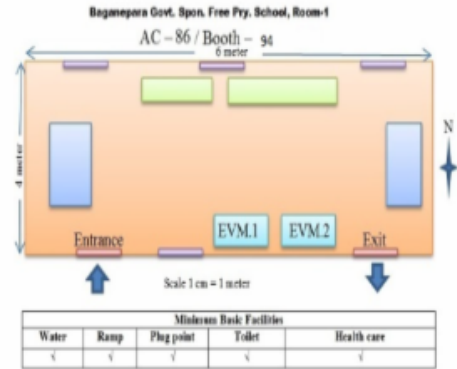 Baganepara Govt. Spon. Free Pry. School, Room-1
AC – 86 / Booth – 94
6 meter
4 meter
N
EVM.1 EVM.2
Entrance Exit
Scale 1 cm = 1 meter
Minimum Basic Facilities
Water Ramp Plug point Toilet Health care
√ √ √ √ √